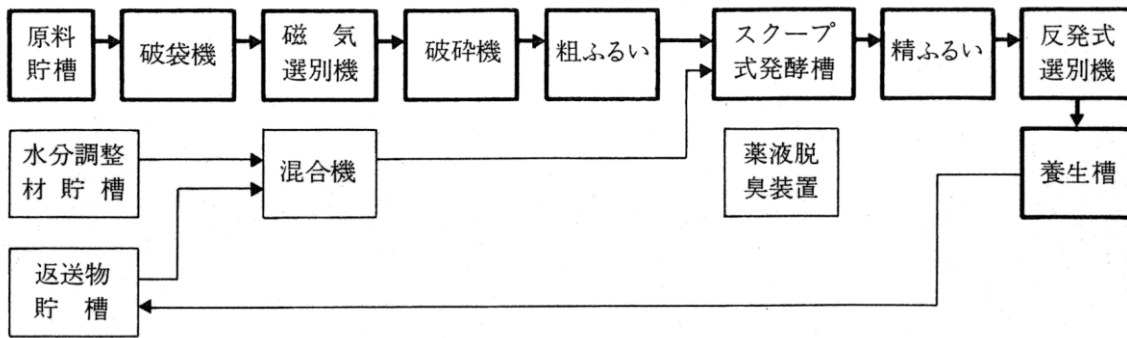 原料
貯槽
破袋機
磁気
選別機
破砕機
粗ふるい
スクープ
式発酵槽
精ふるい
反発式
選別機
水分調整
材貯槽
混合機
薬液脱
臭装置
養生槽
返送物
貯槽